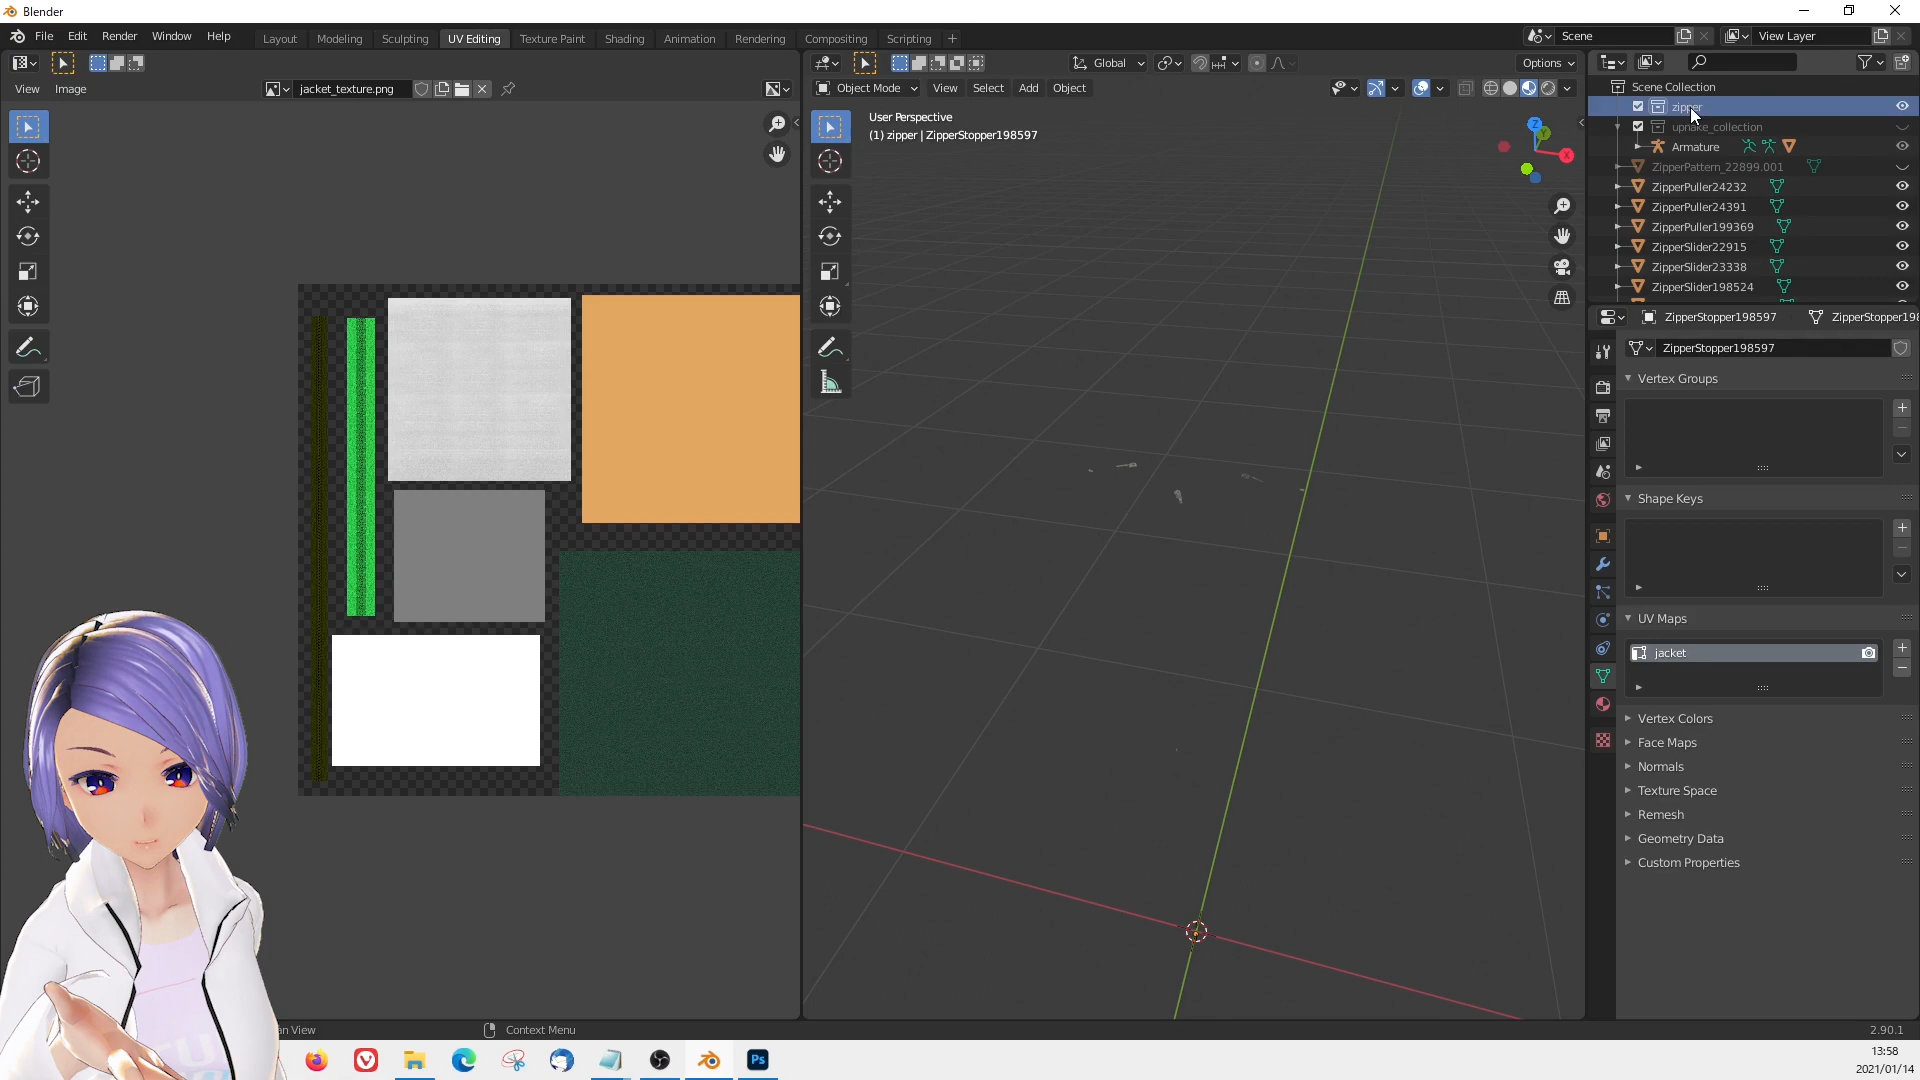 Blender
File Edit Render Window Help
Layout Modeling Sculpting UV Editing Texture Paint Shading Animation Rendering Compositing Scripting
Scene
View Layer
View Image
jacket_texture.png
Global
Options
Object Mode View Select Add Object
User Perspective
(1) zipper | ZipperStopper198597
Z
Y
X
Scene Collection
zipper
upnake_collection
Armature
ZipperPattern_22899.001
ZipperPuller24232
ZipperPuller24391
ZipperPuller199369
ZipperSlider22915
ZipperSlider23338
ZipperSlider198524
ZipperStopper198597
ZipperStopper19
ZipperStopper198597
Vertex Groups
Shape Keys
UV Maps
jacket
Vertex Colors
Face Maps
Normals
Texture Space
Remesh
Geometry Data
Custom Properties
an View
Context Menu
2.90.1
Ps
13:58
2021/01/14